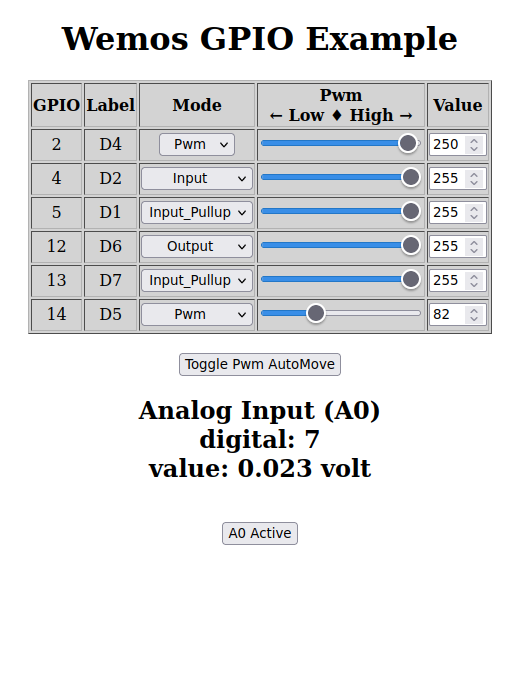 Wemos GPIO Example
GPIO Label Mode Pwm ← Low ♦ High → Value
2 D4 Pwm 250
4 D2 Input 255
5 D1 Input_Pullup 255
12 D6 Output 255
13 D7 Input_Pullup 255
14 D5 Pwm 82
Toggle Pwm AutoMove
Analog Input (A0)
digital: 7
value: 0.023 volt
A0 Active